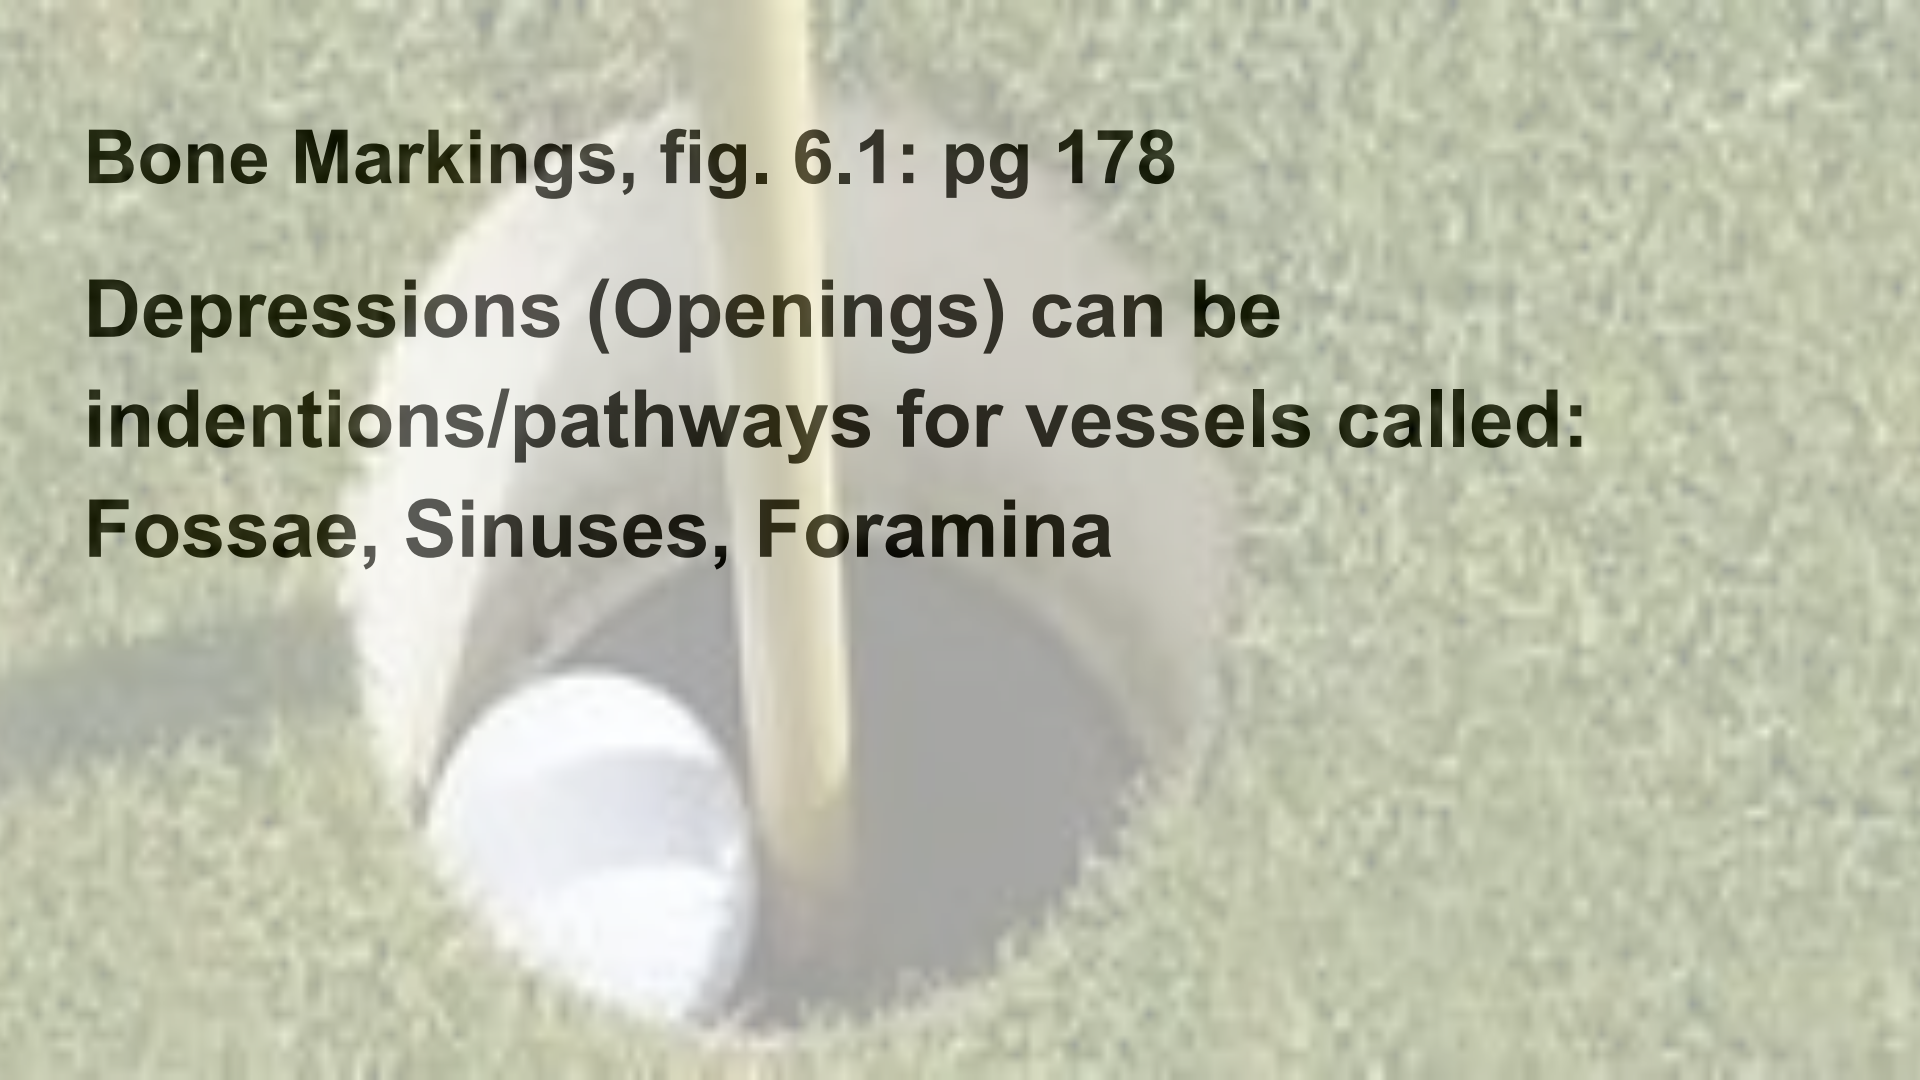 Bone Markings, fig. 6.1: pg 178
Depressions (Openings) can be
indentions/pathways for vessels called:
Fossae, Sinuses, Foramina